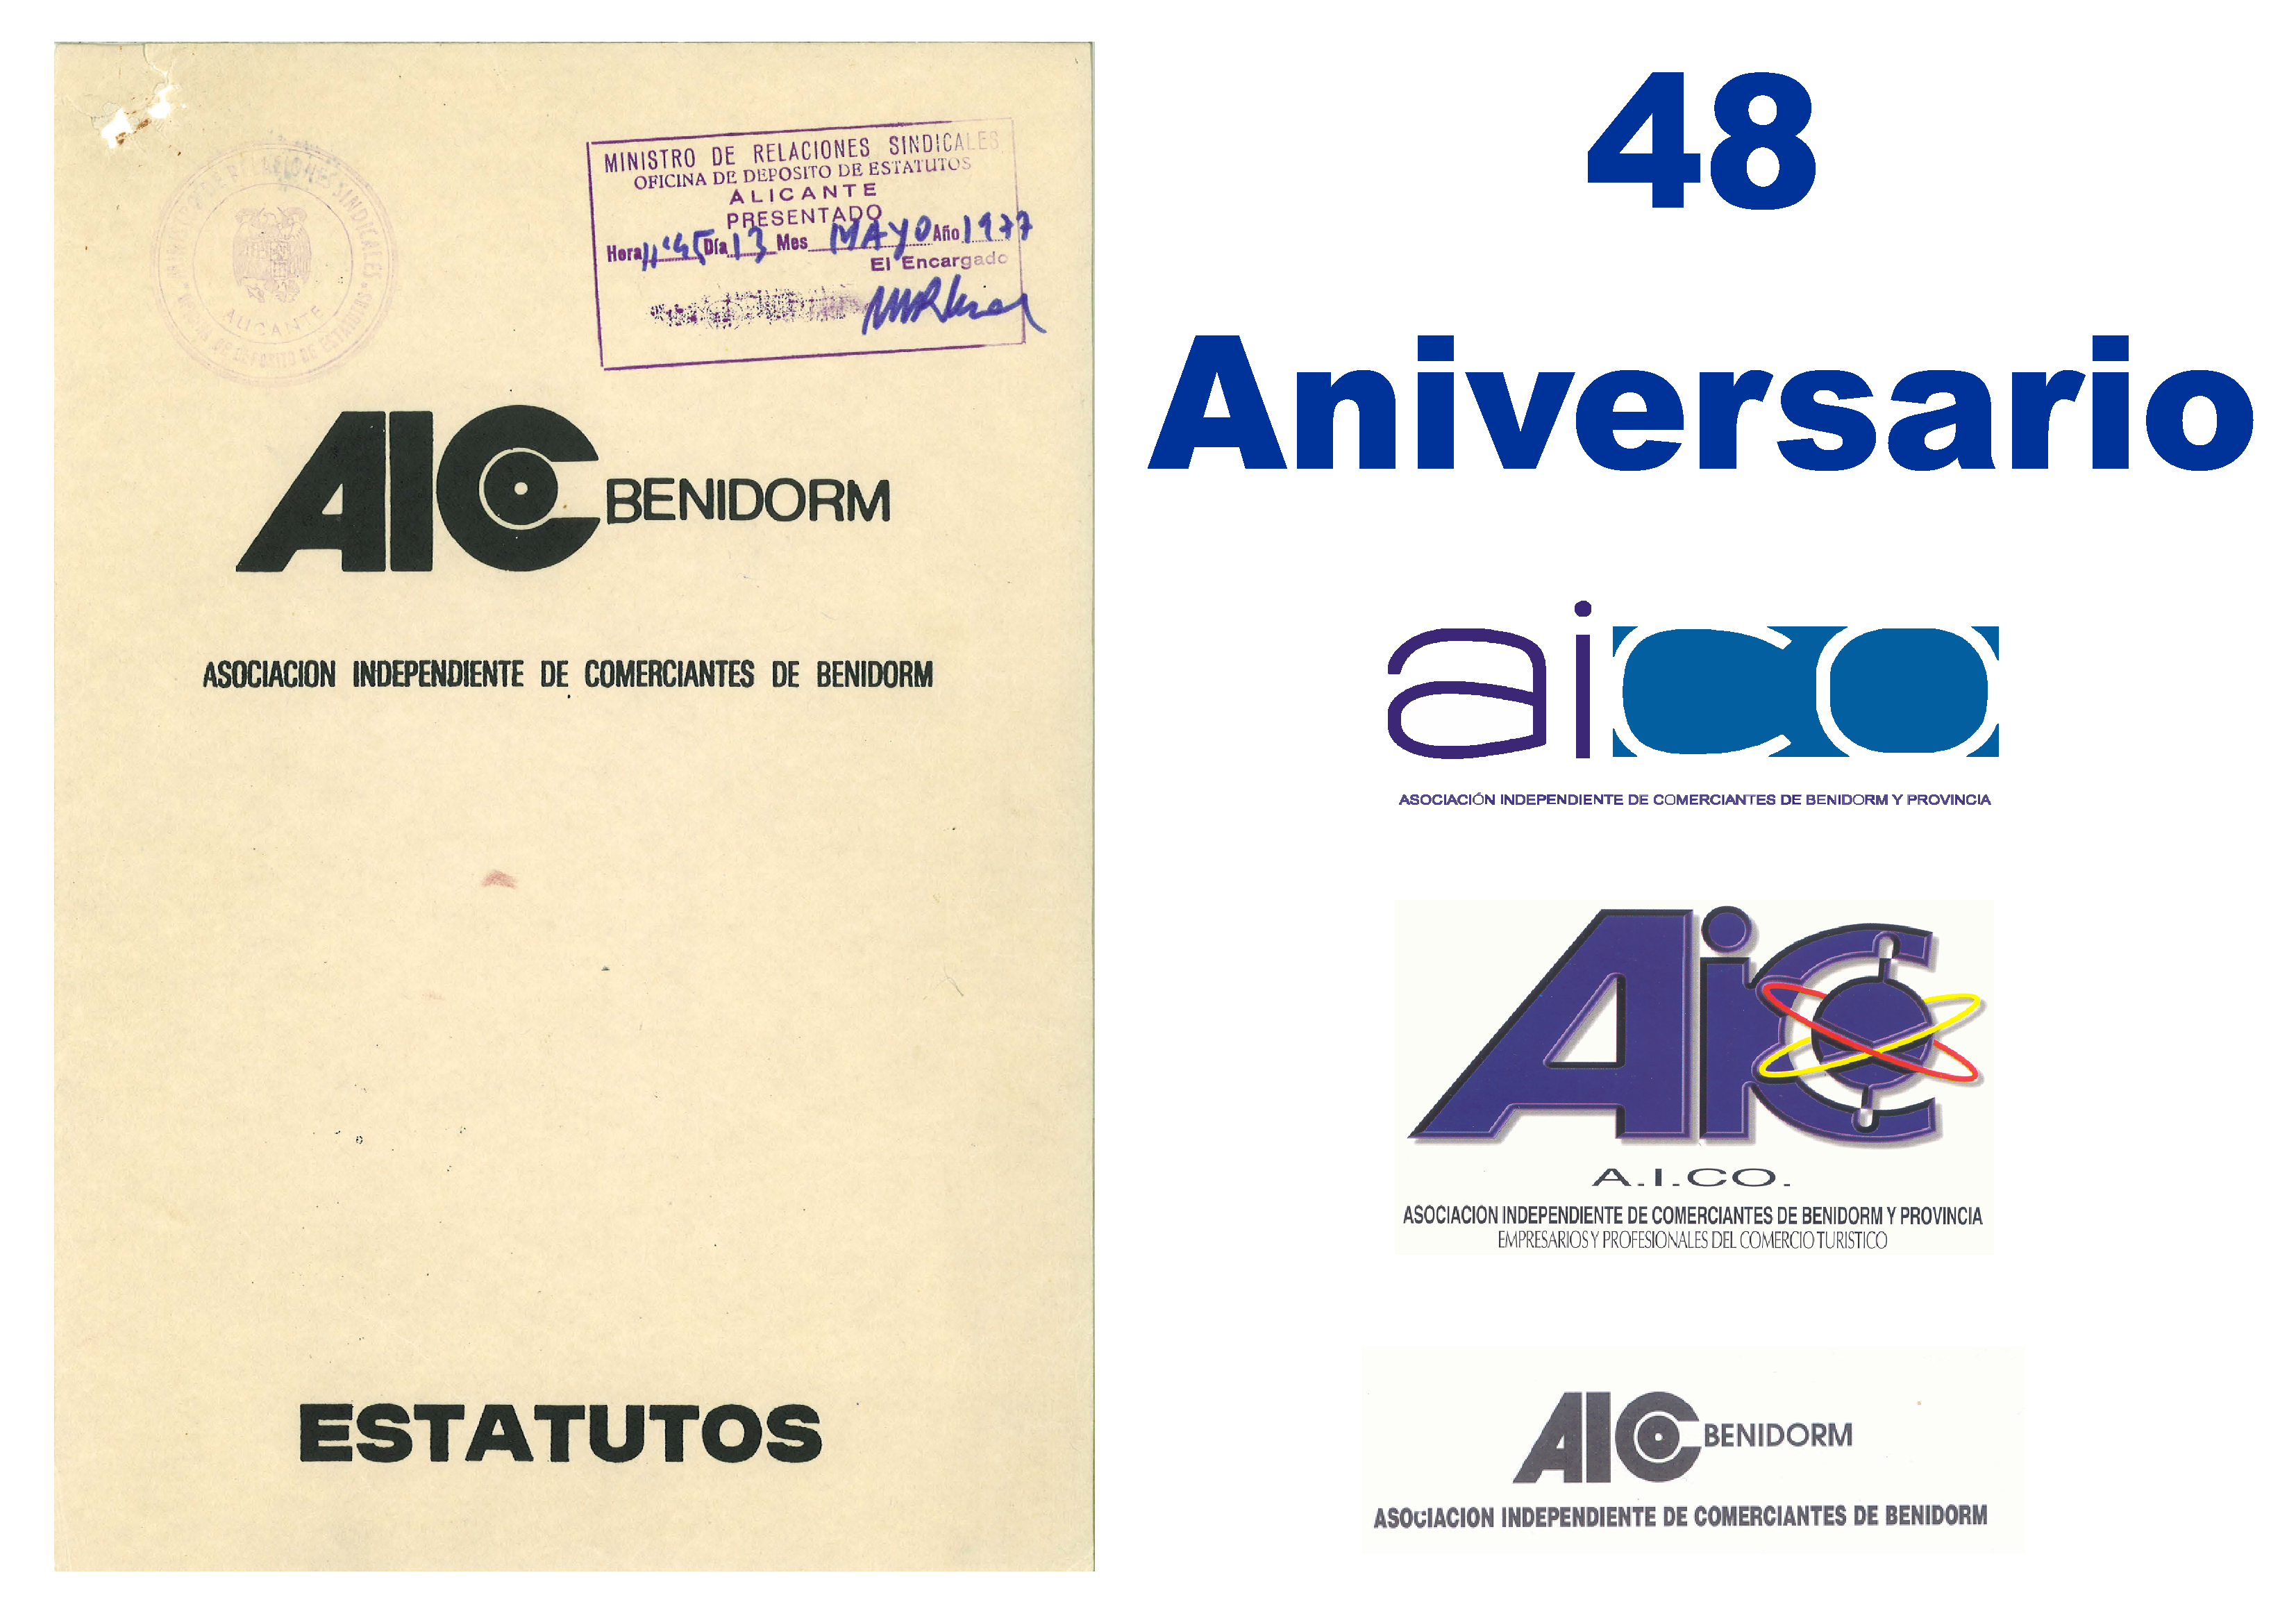 MINISTRO DE RELACIONES SINDICALES
OFICINA DE DEPOSITO DE ESTATUTOS
ALICANTE
PRESENTADO
Hora 11'45 Día 13 Mes MAYO Año 1977
El Encargado
ALICANTE
AIC BENIDORM
ASOCIACION INDEPENDIENTE DE COMERCIANTES DE BENIDORM
ESTATUTOS
48
Aniversario
aico
ASOCIACIÓN INDEPENDIENTE DE COMERCIANTES DE BENIDORM Y PROVINCIA
AiC
A.I.CO.
ASOCIACION INDEPENDIENTE DE COMERCIANTES DE BENIDORM Y PROVINCIA
EMPRESARIOS Y PROFESIONALES DEL COMERCIO TURISTICO
AIC BENIDORM
ASOCIACION INDEPENDIENTE DE COMERCIANTES DE BENIDORM